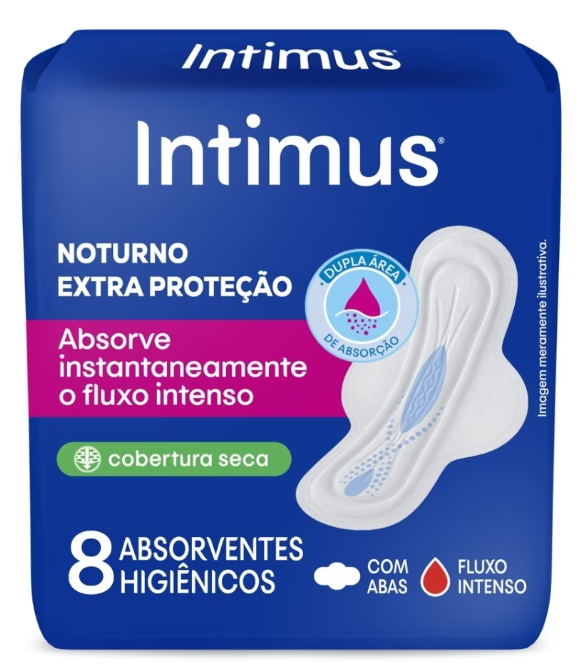 Intimus
Intimus®
NOTURNO
EXTRA PROTEÇÃO
DUPLA ÁREA
DE ABSORÇÃO
Absorve
instantaneamente
o fluxo intenso
cobertura seca
Imagem meramente ilustrativa.
8 ABSORVENTES
HIGIÊNICOS
COM
ABAS
FLUXO
INTENSO